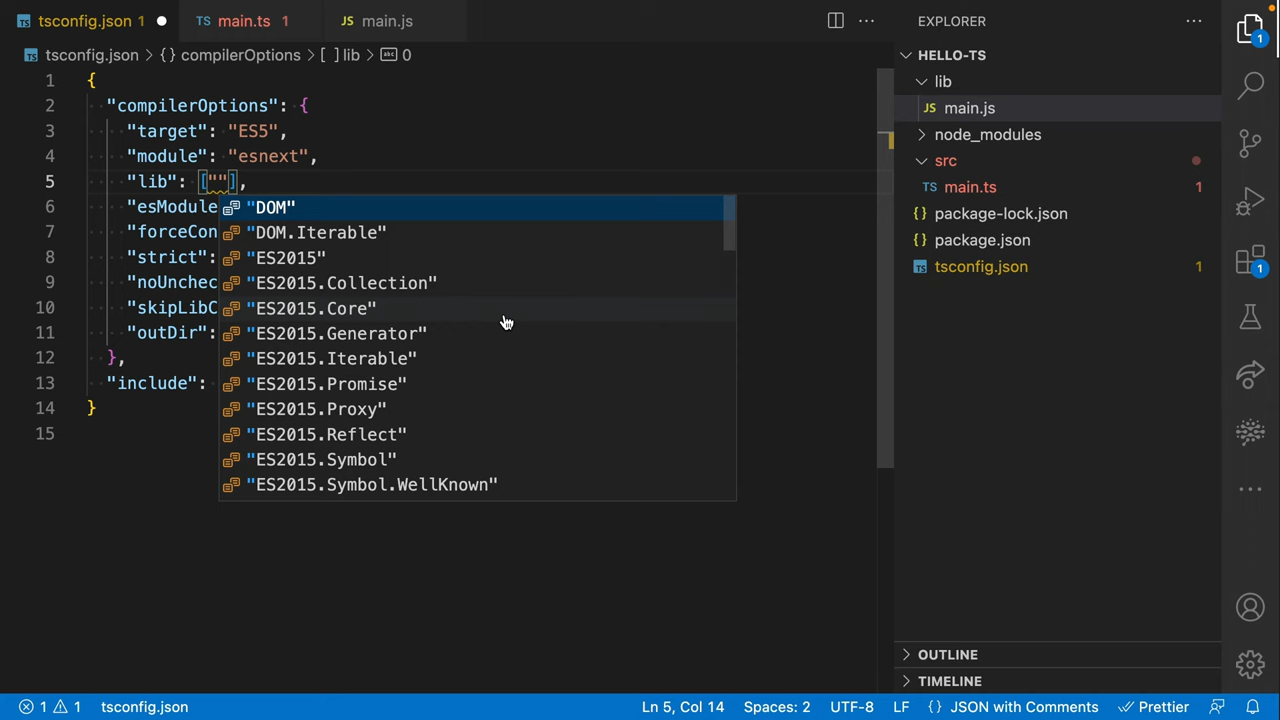 tsconfig.json 1
main.ts 1
main.js
EXPLORER
tsconfig.json > {} compilerOptions > [ ] lib > abc 0
HELLO-TS
1 {
lib
2 "compilerOptions": {
JS main.js
3 "target": "ES5",
node_modules
4 "module": "esnext",
src
5 "lib": [""],
TS main.ts 1
6 "esModule
"DOM"
{} package-lock.json
7 "forceCon
"DOM.Iterable"
{} package.json
8 "strict":
"ES2015"
TS tsconfig.json 1
9 "noUnchec
"ES2015.Collection"
10 "skipLibC
"ES2015.Core"
11 "outDir":
"ES2015.Generator"
12 },
"ES2015.Iterable"
13 "include":
"ES2015.Promise"
14 }
"ES2015.Proxy"
15
"ES2015.Reflect"
"ES2015.Symbol"
"ES2015.Symbol.WellKnown"
OUTLINE
TIMELINE
1 1 tsconfig.json
Ln 5, Col 14 Spaces: 2 UTF-8 LF {} JSON with Comments Prettier